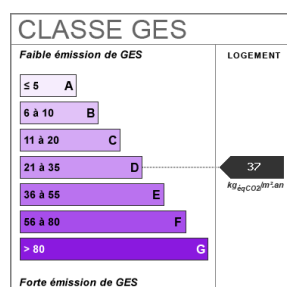 CLASSE GES
Faible émission de GES
LOGEMENT
≤ 5 A
6 à 10 B
11 à 20 C
21 à 35 D
37
kgéqCO2/m².an
36 à 55 E
56 à 80 F
> 80 G
Forte émission de GES